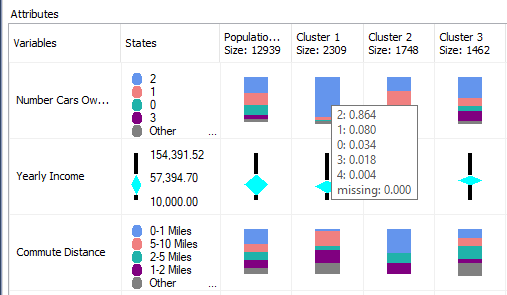 Attributes
Variables
States
Populatio...
Size: 12939
Cluster 1
Size: 2309
Cluster 2
Size: 1748
Cluster 3
Size: 1462
Number Cars Ow...
2
1
0
3
Other
...
2: 0.864
1: 0.080
0: 0.034
3: 0.018
4: 0.004
missing: 0.000
Yearly Income
154,391.52
57,394.70
10,000.00
Commute Distance
0-1 Miles
5-10 Miles
2-5 Miles
1-2 Miles
Other
...